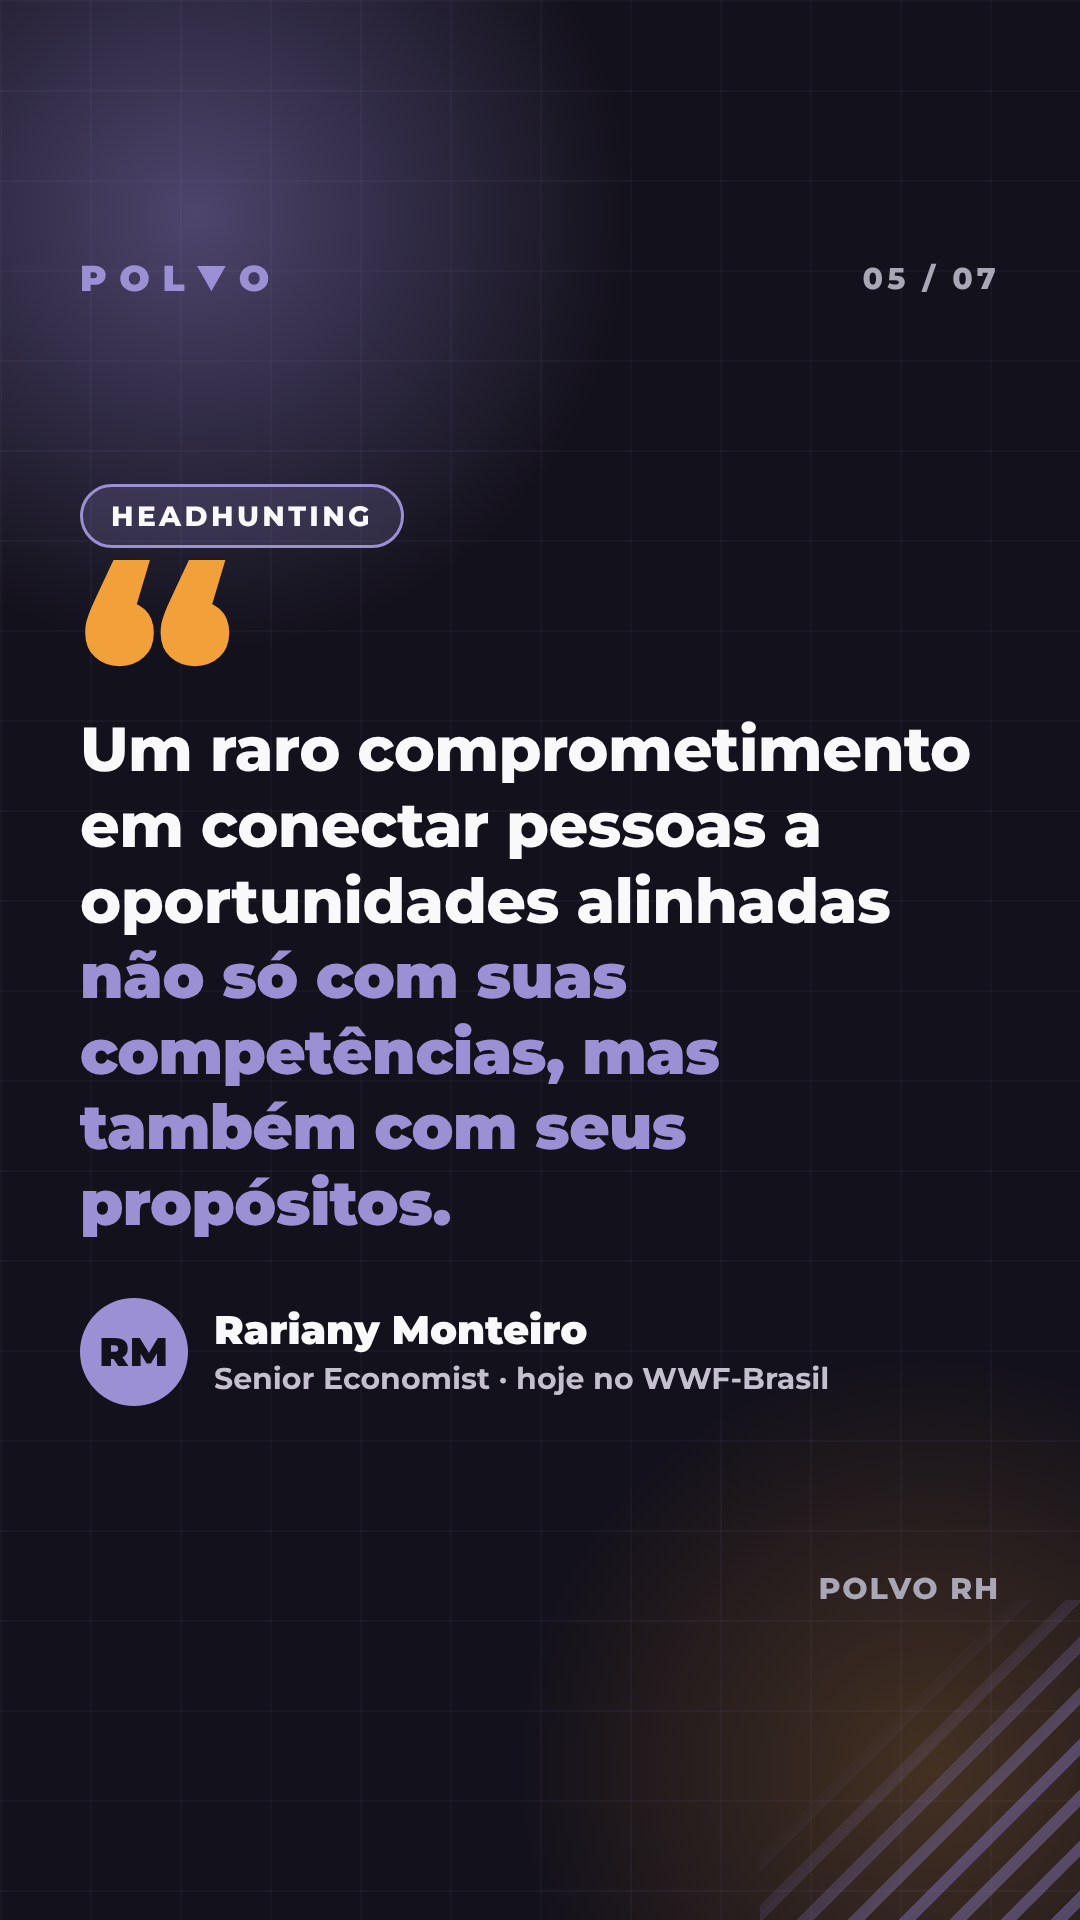 POLVO
05 / 07
HEADHUNTING
“
Um raro comprometimento
em conectar pessoas a
oportunidades alinhadas
não só com suas
competências, mas
também com seus
propósitos.
RM
Rariany Monteiro
Senior Economist · hoje no WWF-Brasil
POLVO RH